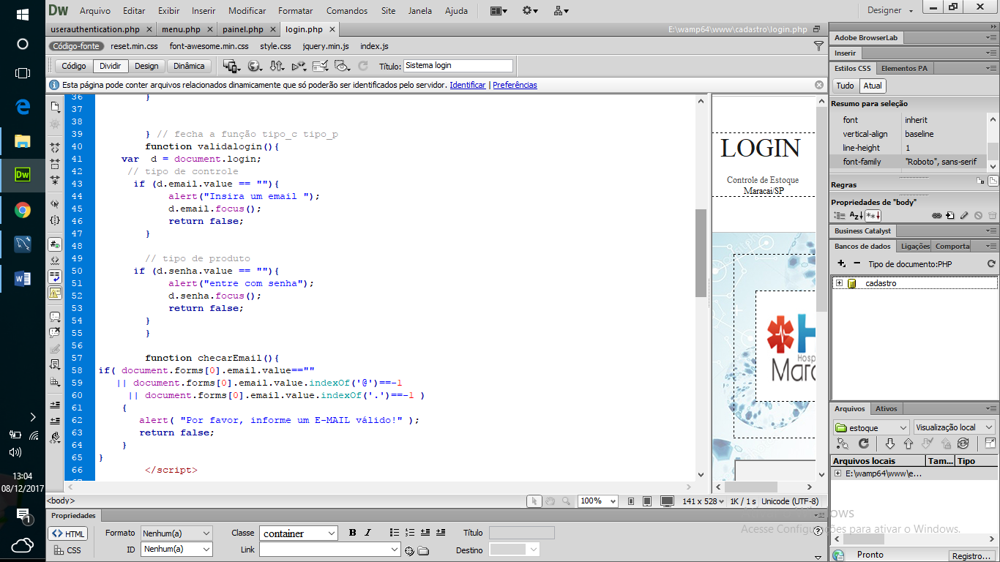 Dw Arquivo Editar Exibir Inserir Modificar Formatar Comandos Site Janela Ajuda Designer
userauthentication.php × menu.php × painel.php × login.php × E:\wamp64\www\cadastro\login.php
Código-fonte reset.min.css font-awesome.min.css style.css jquery.min.js index.js
Código Dividir Design Dinâmica Título: Sistema login
Esta página pode conter arquivos relacionados dinamicamente que só poderão ser identificados pelo servidor. Identificar | Preferências
36 }
37
38
39 } // fecha a função tipo_c tipo_p
40 function validalogin(){
41 var d = document.login;
42 // tipo de controle
43 if (d.email.value == ""){
44 alert("Insira um email ");
45 d.email.focus();
46 return false;
47 }
48
49 // tipo de produto
50 if (d.senha.value == ""){
51 alert("entre com senha");
52 d.senha.focus();
53 return false;
54 }
55 }
56
57 function checarEmail(){
58 if( document.forms[0].email.value==""
59 || document.forms[0].email.value.indexOf('@')==-1
60 || document.forms[0].email.value.indexOf('.')==-1 )
61 {
62 alert( "Por favor, informe um E-MAIL válido!" );
63 return false;
64 }
65 }
66 </script>
LOGIN
Controle de Estoque
Maracai/SP
H
Hosp
Mara
<body> 100% 141 x 528 1K / 1 s Unicode (UTF-8)
Propriedades
<> HTML Formato Nenhum(a) Classe container B I Título
CSS ID Nenhum(a) Link Destino
Adobe BrowserLab
Inserir
Estilos CSS Elementos PA
Tudo Atual
Resumo para seleção
font inherit
vertical-align baseline
line-height 1
font-family "Roboto", sans-serif
Regras
Propriedades de "body"
Business Catalyst
Bancos de dados Ligações Comporta
Tipo de documento:PHP
cadastro
Arquivos Ativos
estoque Visualização local
Arquivos locais Tam... Tipo
E:\wamp64\www\e...
Acesse Configurações para ativar o Windows.
Pronto Registro...
Dw
13:04
08/12/2017
1